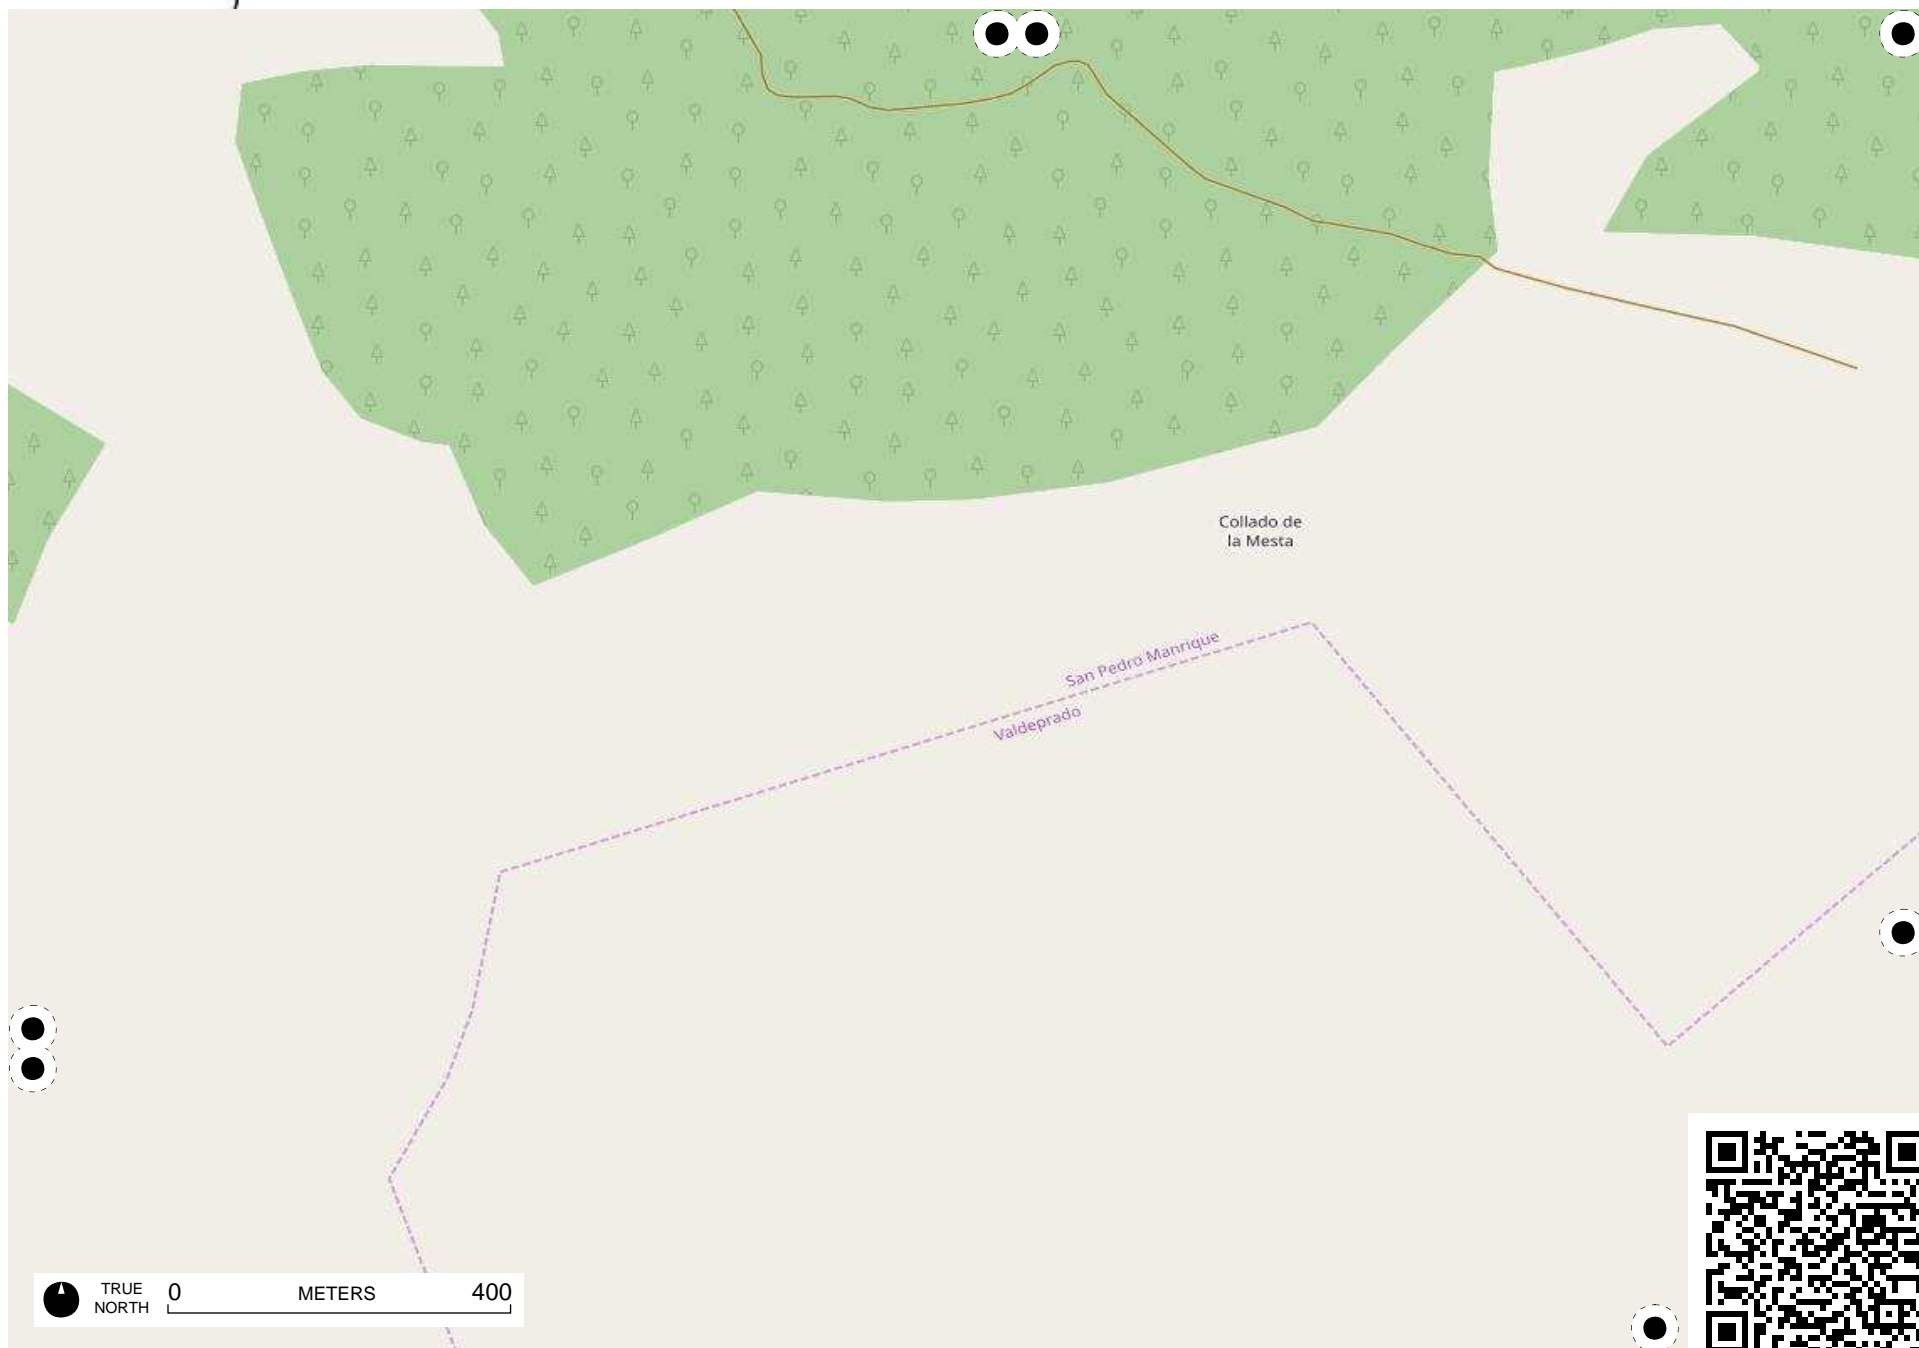 Collado de
la Mesta
San Pedro Manrique
Valdeprado
TRUE
NORTH
0 METERS 400